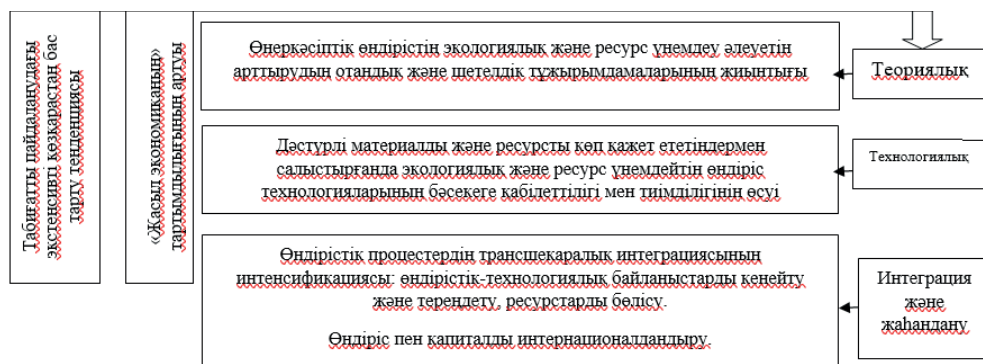 Табиғатты пайдаланудағы
экстенсивті көзқарастан бас
тарту тенденциясы
«Жасыл экономиканың»
тартымдылығының артуы
Өнеркәсіптік өндірістің экологиялық және ресурс үнемдеу әлеуетін
арттырудың отандық және шетелдік тұжырымдамаларының жиынтығы
Теориялық
Дәстүрлі материалды және ресурсты көп қажет ететіндермен
салыстырғанда экологиялық және ресурс үнемдейтін өндіріс
технологияларының бәсекеге қабілеттілігі мен тиімділігінің өсуі
Технологиялық
Өндірістік процестердің трансшекаралық интеграциясының
интенсификациясы: өндірістік-технологиялық байланыстарды кеңейту
және тереңдету, ресурстарды бөлісу.
Өндіріс пен капиталды интернационалдандыру.
Интеграция
және
жаһандану